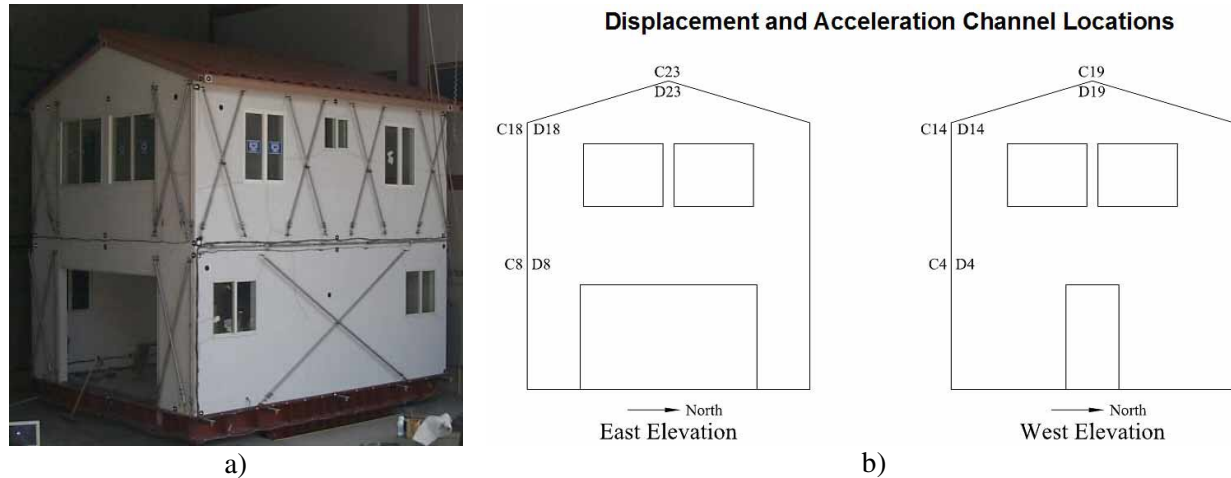 Displacement and Acceleration Channel Locations
C23
D23
C18 D18
C8 D8
North
East Elevation
C19
D19
C14 D14
C4 D4
North
West Elevation
a)
b)